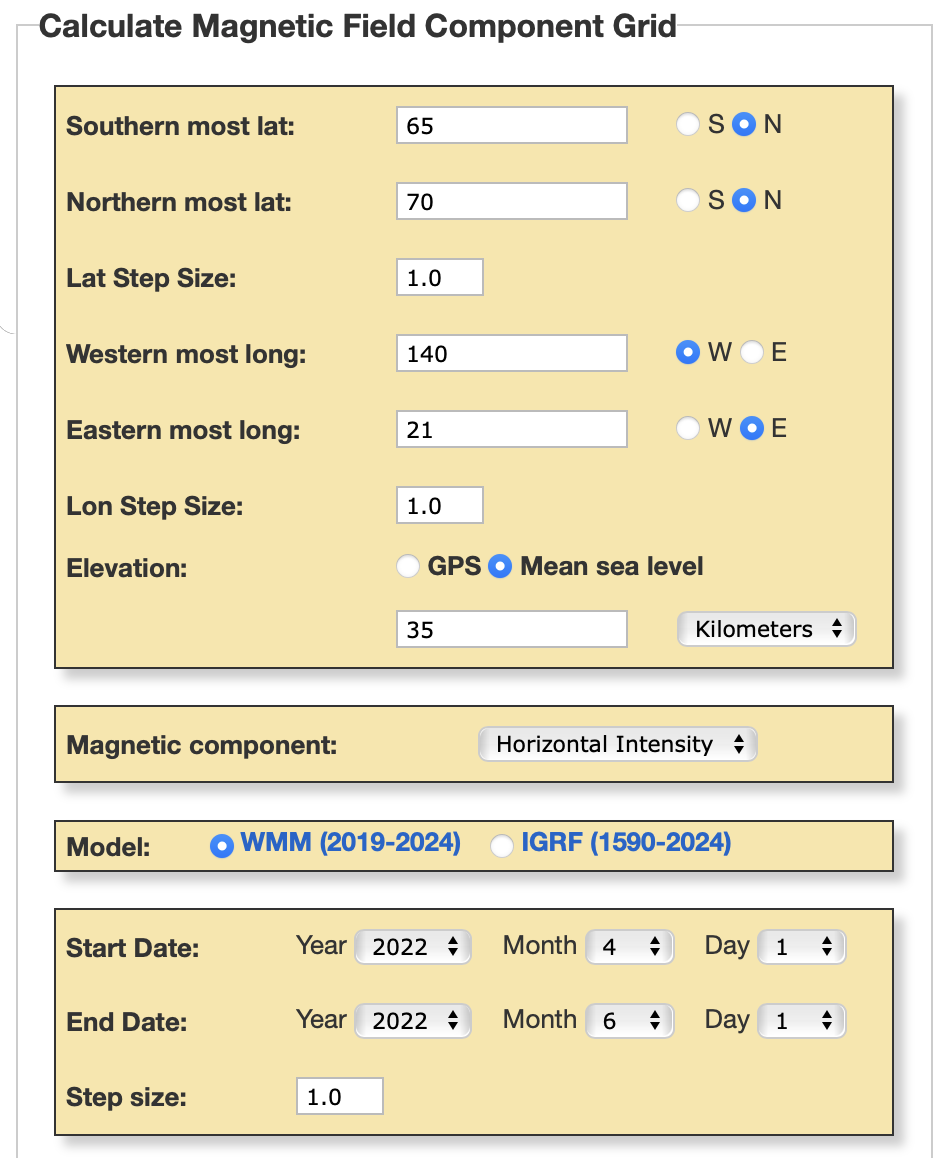 Calculate Magnetic Field Component Grid
Southern most lat: 65 S N
Northern most lat: 70 S N
Lat Step Size: 1.0
Western most long: 140 W E
Eastern most long: 21 W E
Lon Step Size: 1.0
Elevation: GPS Mean sea level
35 Kilometers
Magnetic component: Horizontal Intensity
Model: WMM (2019-2024) IGRF (1590-2024)
Start Date: Year 2022 Month 4 Day 1
End Date: Year 2022 Month 6 Day 1
Step size: 1.0